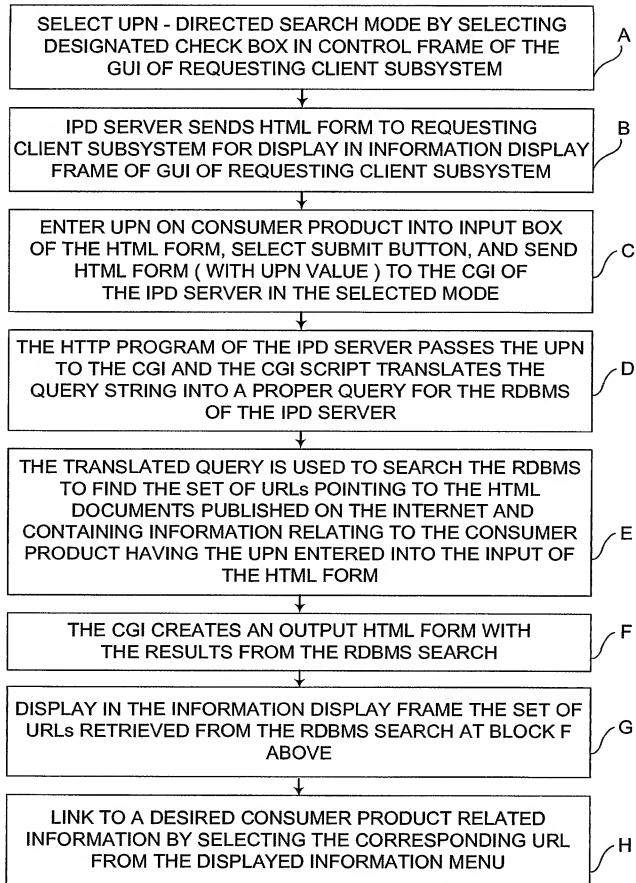 SELECT UPN - DIRECTED SEARCH MODE BY SELECTING
DESIGNATED CHECK BOX IN CONTROL FRAME OF THE
GUI OF REQUESTING CLIENT SUBSYSTEM
A
IPD SERVER SENDS HTML FORM TO REQUESTING
CLIENT SUBSYSTEM FOR DISPLAY IN INFORMATION DISPLAY
FRAME OF GUI OF REQUESTING CLIENT SUBSYSTEM
B
ENTER UPN ON CONSUMER PRODUCT INTO INPUT BOX
OF THE HTML FORM, SELECT SUBMIT BUTTON, AND SEND
HTML FORM ( WITH UPN VALUE ) TO THE CGI OF
THE IPD SERVER IN THE SELECTED MODE
C
THE HTTP PROGRAM OF THE IPD SERVER PASSES THE UPN
TO THE CGI AND THE CGI SCRIPT TRANSLATES THE
QUERY STRING INTO A PROPER QUERY FOR THE RDBMS
OF THE IPD SERVER
D
THE TRANSLATED QUERY IS USED TO SEARCH THE RDBMS
TO FIND THE SET OF URLs POINTING TO THE HTML
DOCUMENTS PUBLISHED ON THE INTERNET AND
CONTAINING INFORMATION RELATING TO THE CONSUMER
PRODUCT HAVING THE UPN ENTERED INTO THE INPUT OF
THE HTML FORM
E
THE CGI CREATES AN OUTPUT HTML FORM WITH
THE RESULTS FROM THE RDBMS SEARCH
F
DISPLAY IN THE INFORMATION DISPLAY FRAME THE SET OF
URLs RETRIEVED FROM THE RDBMS SEARCH AT BLOCK F
ABOVE
G
LINK TO A DESIRED CONSUMER PRODUCT RELATED
INFORMATION BY SELECTING THE CORRESPONDING URL
FROM THE DISPLAYED INFORMATION MENU
H